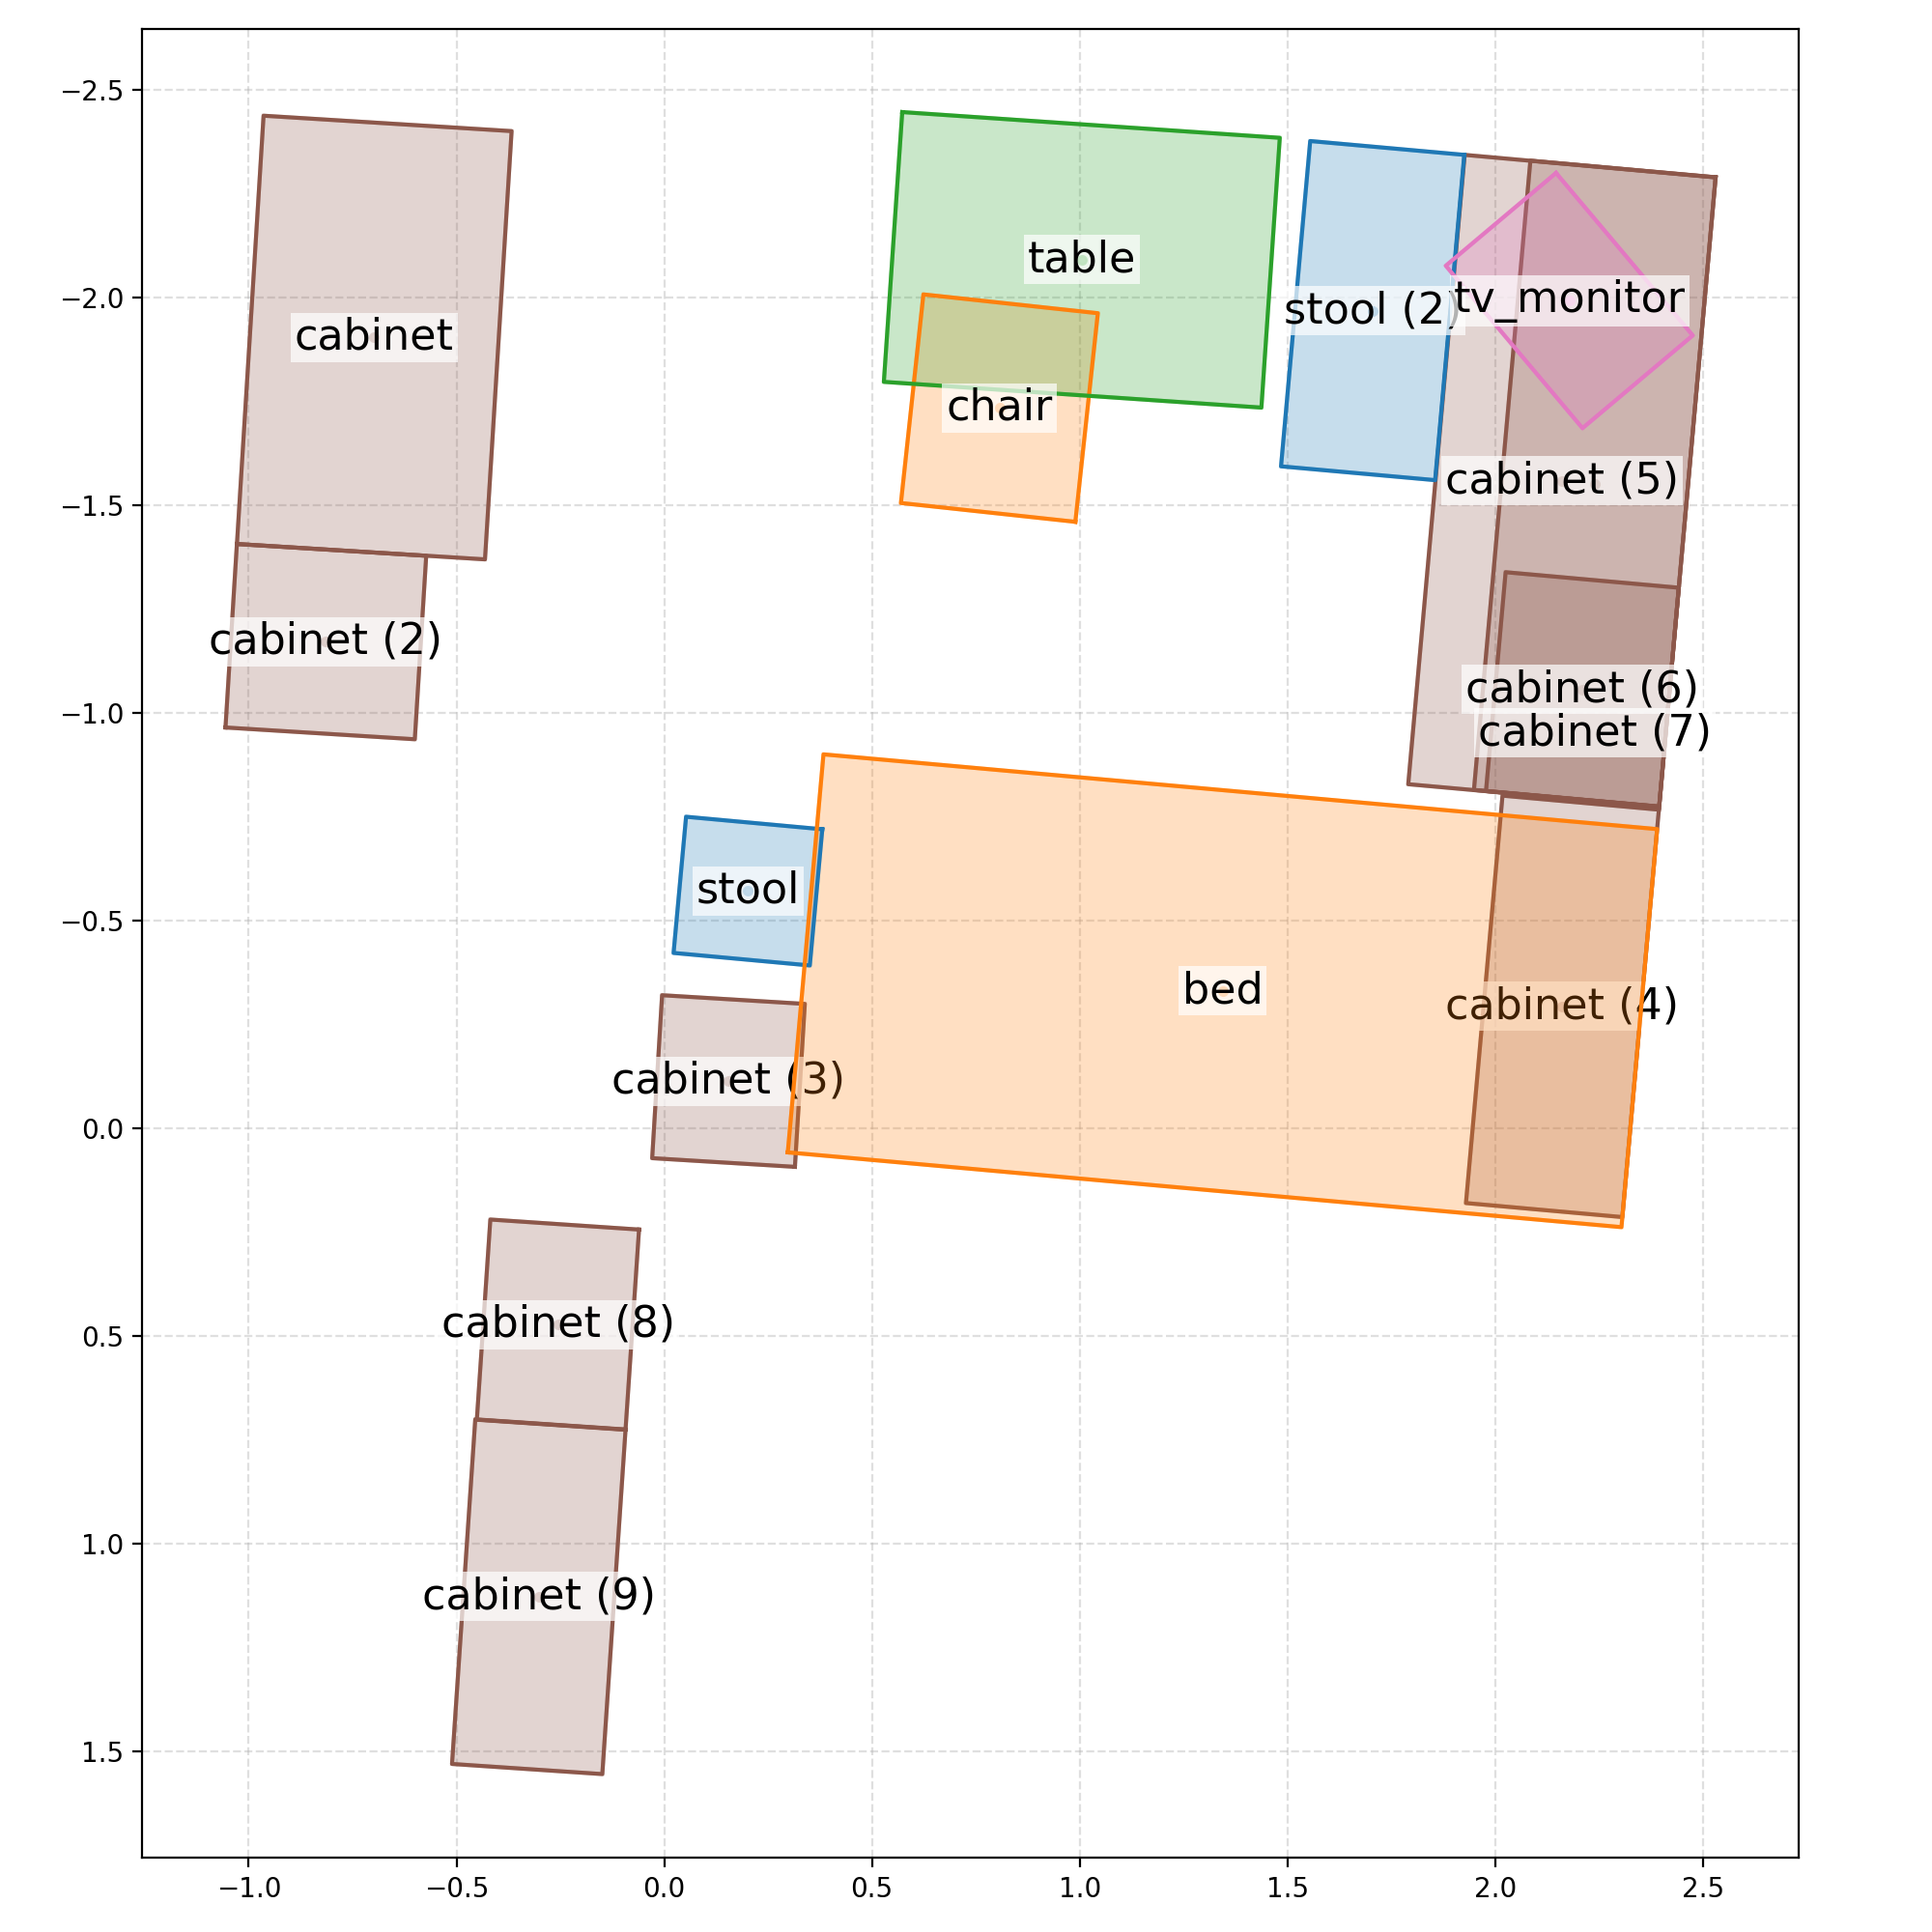 −2.5
−2.0
−1.5
−1.0
−0.5
0.0
0.5
1.0
1.5
table
stool (2)
tv_monitor
cabinet
chair
cabinet (5)
cabinet (2)
cabinet (6)
cabinet (7)
stool
bed
cabinet (4)
cabinet (3)
cabinet (8)
cabinet (9)
−1.0 −0.5 0.0 0.5 1.0 1.5 2.0 2.5